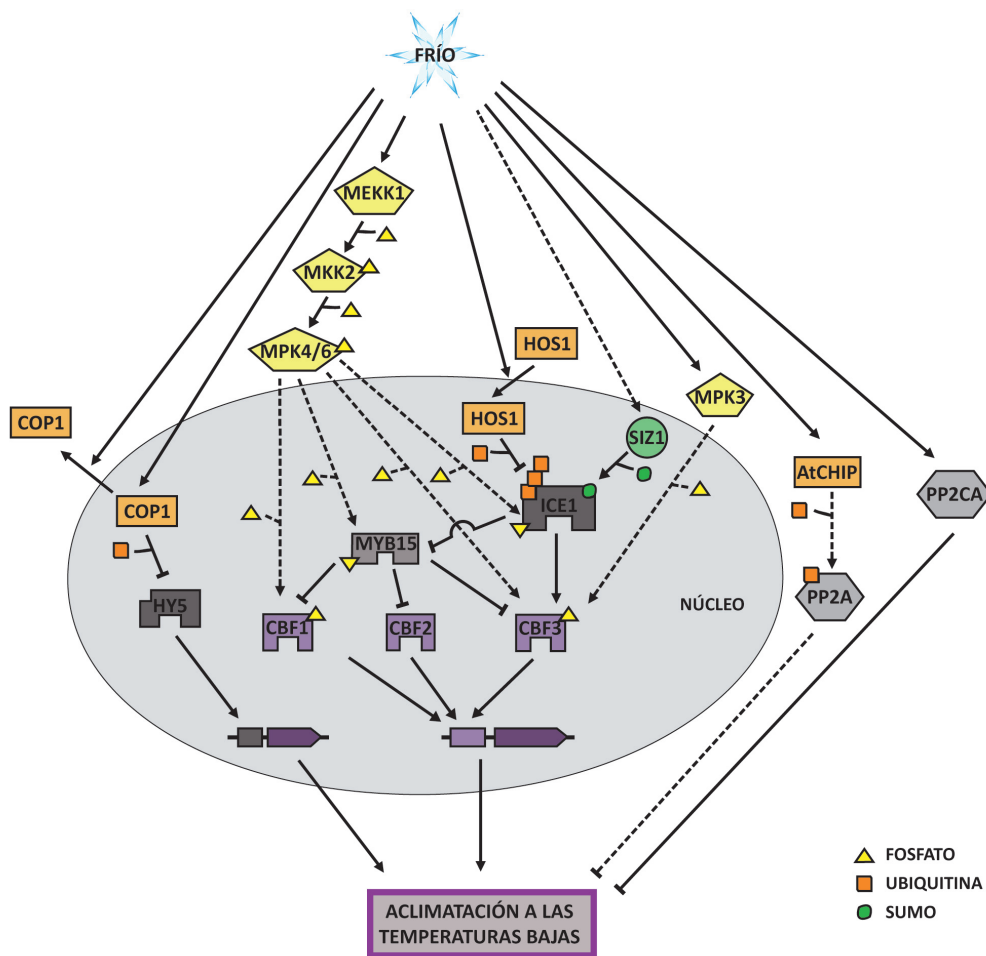 FRÍO
MEKK1
MKK2
MPK4/6
HOS1
MPK3
COP1
HOS1
SIZ1
AtCHIP
PP2CA
COP1
ICE1
MYB15
PP2A
HY5
NÚCLEO
CBF1
CBF2
CBF3
FOSFATO
UBIQUITINA
SUMO
ACLIMATACIÓN A LAS
TEMPERATURAS BAJAS